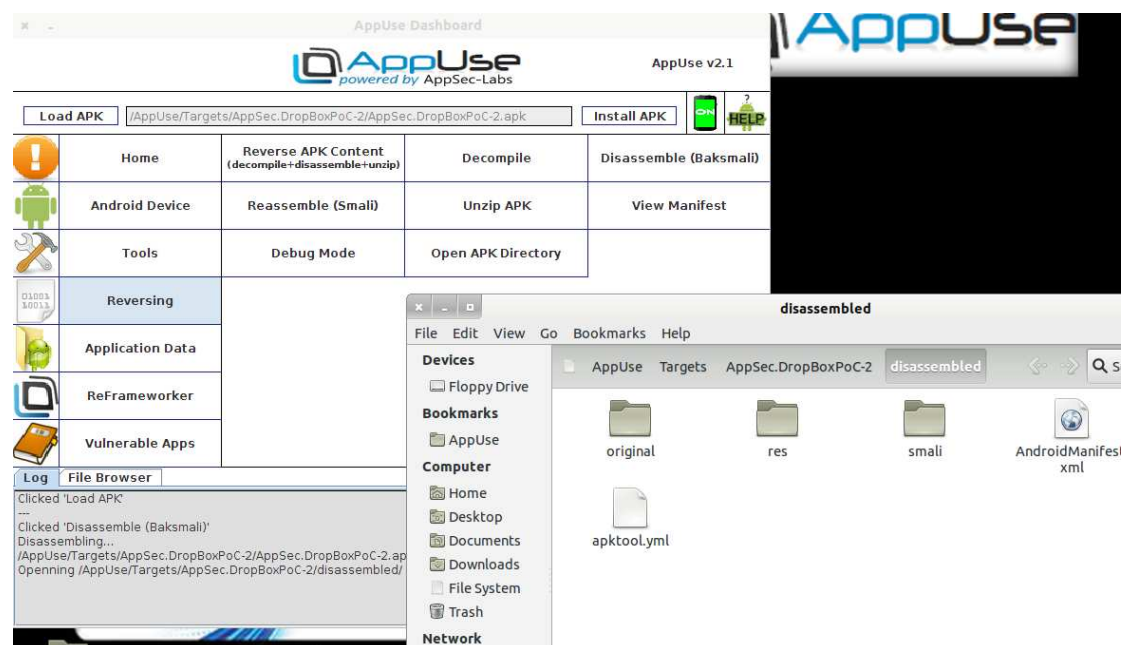 AppUse Dashboard
AppUse
AppUse
powered by AppSec-Labs
AppUse v2.1
Load APK
/AppUse/Targets/AppSec.DropBoxPoC-2/AppSec.DropBoxPoC-2.apk
Install APK
ON
?
HELP
Home
Reverse APK Content
(decompile+disassemble+unzip)
Decompile
Disassemble (Baksmali)
Android Device
Reassemble (Smali)
Unzip APK
View Manifest
Tools
Debug Mode
Open APK Directory
01001
10011
Reversing
Application Data
ReFrameworker
Vulnerable Apps
Log
File Browser
Clicked 'Load APK'
---
Clicked 'Disassemble (Baksmali)'
Disassembling...
/AppUse/Targets/AppSec.DropBoxPoC-2/AppSec.DropBoxPoC-2.ap
Openning /AppUse/Targets/AppSec.DropBoxPoC-2/disassembled/
disassembled
File Edit View Go Bookmarks Help
Devices
Floppy Drive
Bookmarks
AppUse
Computer
Home
Desktop
Documents
Downloads
File System
Trash
Network
AppUse Targets AppSec.DropBoxPoC-2 disassembled
S
original
res
smali
AndroidManifest
xml
apktool.yml